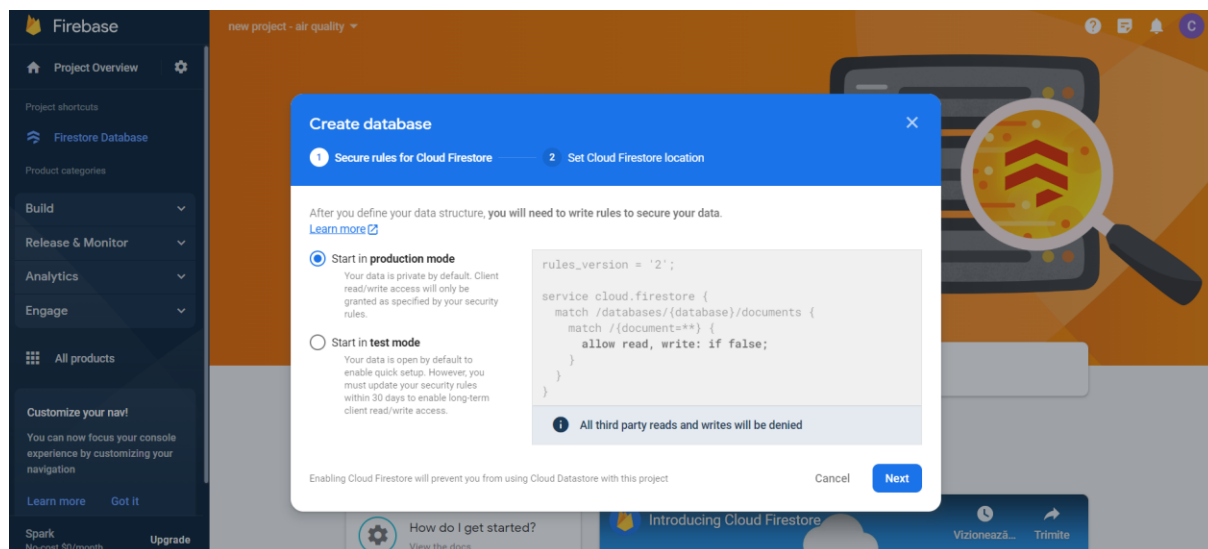 Firebase
new project - air quality
C
Project Overview
Project shortcuts
Firestore Database
Product categories
Build
Release & Monitor
Analytics
Engage
All products
Customize your nav!
You can now focus your console
experience by customizing your
navigation
Learn more Got it
Spark
No-cost $0/month
Upgrade
Create database
1 Secure rules for Cloud Firestore
2 Set Cloud Firestore location
After you define your data structure, you will need to write rules to secure your data.
Learn more
Start in production mode
Your data is private by default. Client
read/write access will only be
granted as specified by your security
rules.
Start in test mode
Your data is open by default to
enable quick setup. However, you
must update your security rules
within 30 days to enable long-term
client read/write access.
rules_version = '2';
service cloud.firestore {
match /databases/{database}/documents {
match /{document=**} {
allow read, write: if false;
}
}
}
All third party reads and writes will be denied
Enabling Cloud Firestore will prevent you from using Cloud Datastore with this project
Cancel
Next
How do I get started?
View the docs
Introducing Cloud Firestore
Vizionează...
Trimite